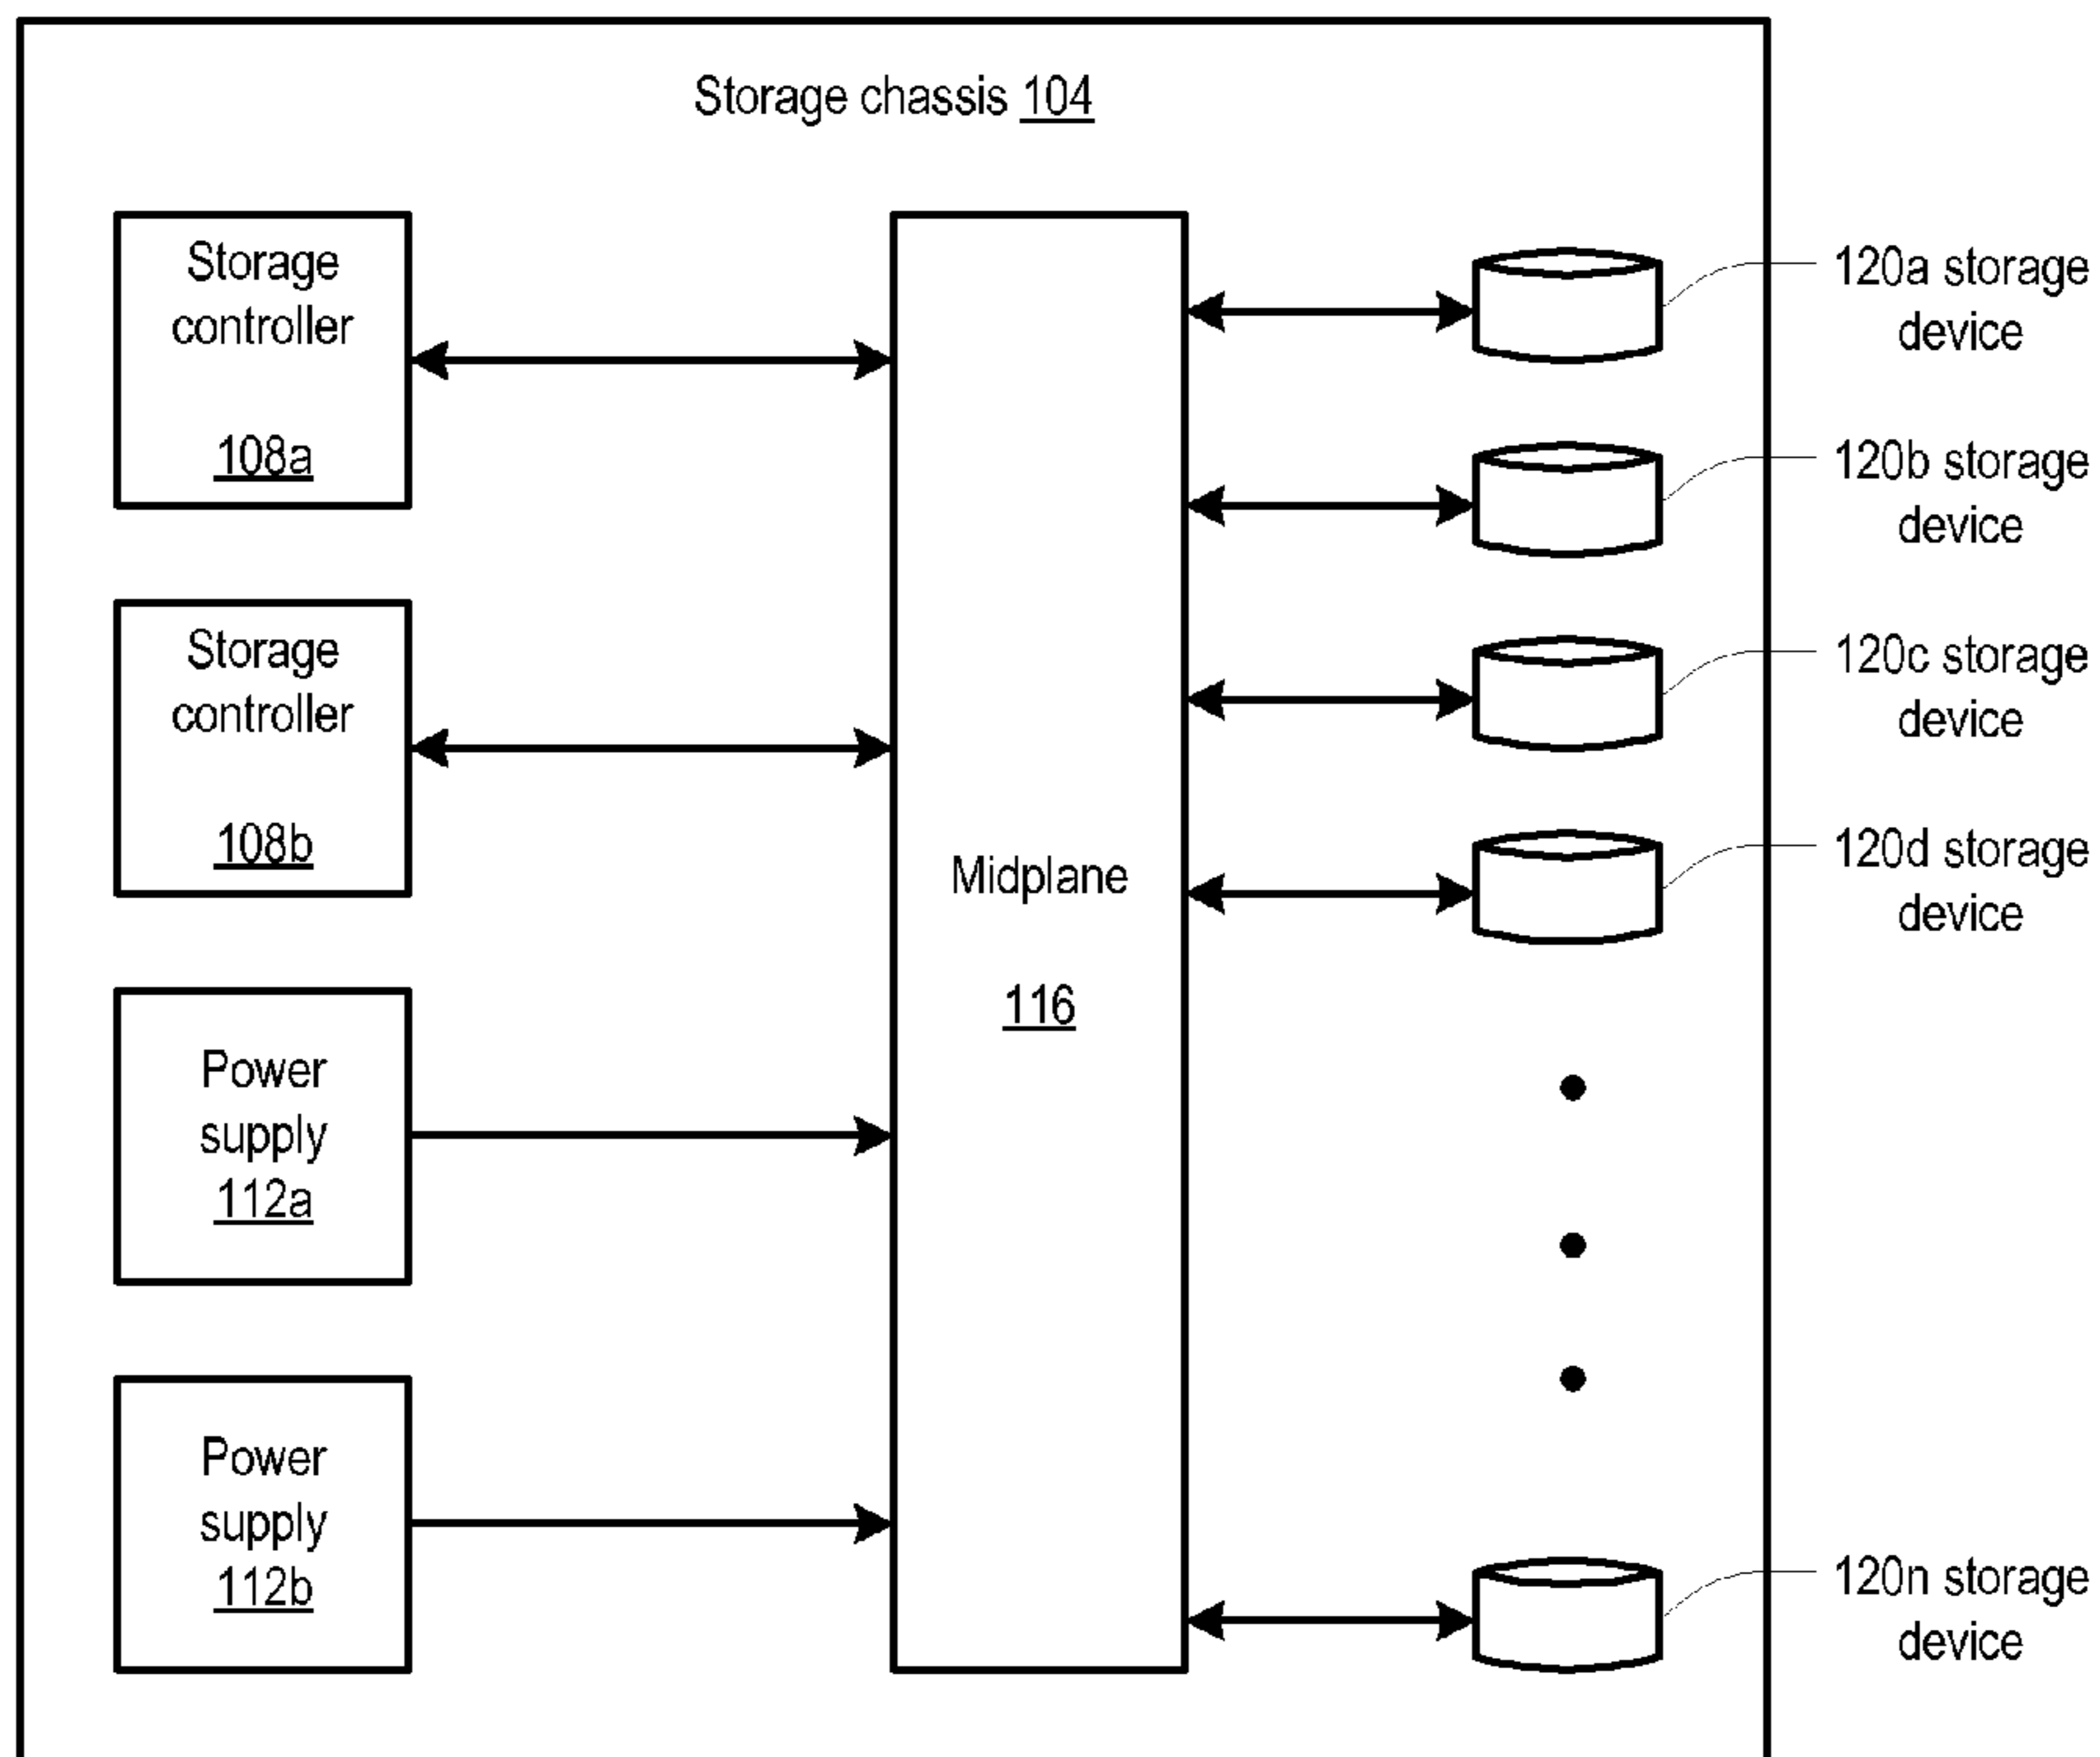 Storage chassis 104
Storage
controller
108a
Storage
controller
108b
Power
supply
112a
Power
supply
112b
Midplane
116
120a storage
device
120b storage
device
120c storage
device
120d storage
device
120n storage
device